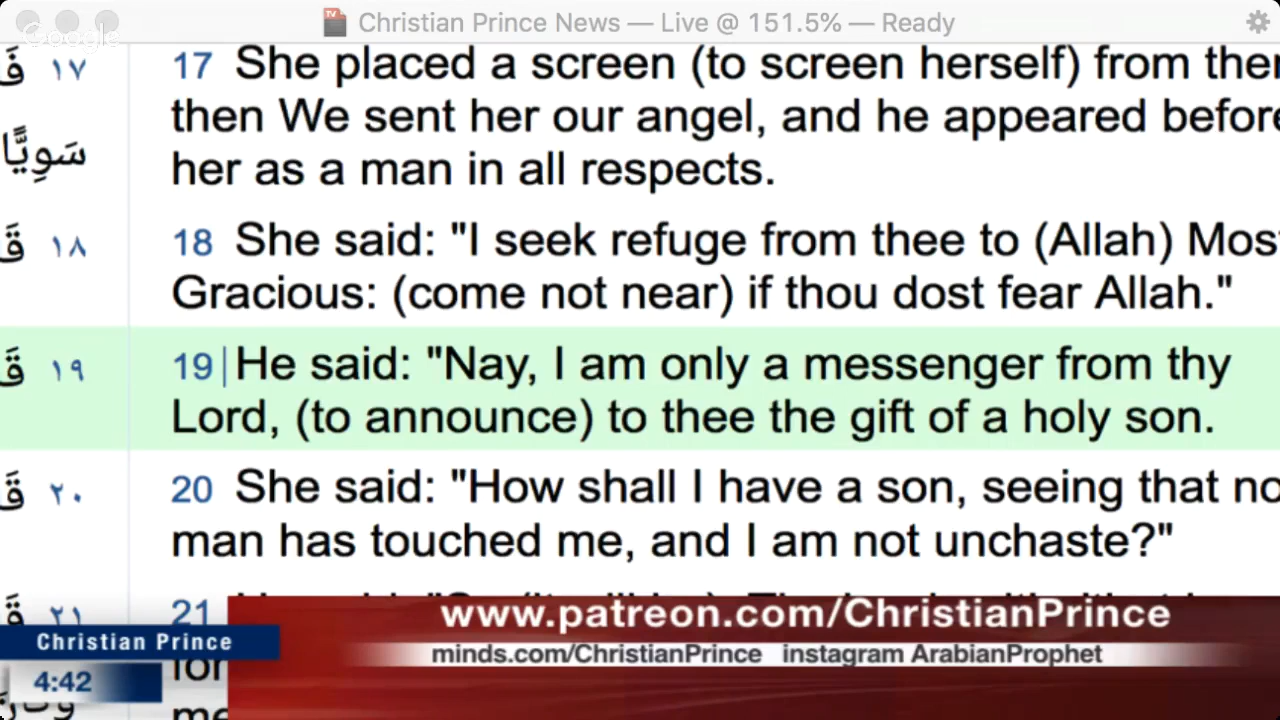 Christian Prince News — Live @ 151.5% — Ready
Google
١٧
17 She placed a screen (to screen herself) from
then We sent her our angel, and he appeared before
her as a man in all respects.
سَوِيًّا
١٨
18 She said: "I seek refuge from thee to (Allah) Most
Gracious: (come not near) if thou dost fear Allah."
١٩
19 He said: "Nay, I am only a messenger from thy
Lord, (to announce) to thee the gift of a holy son.
٢٠
20 She said: "How shall I have a son, seeing that no
man has touched me, and I am not unchaste?"
٢١
21
www.patreon.com/ChristianPrince
Christian Prince
minds.com/ChristianPrince instagram ArabianProphet
4:42